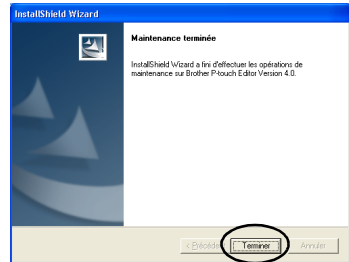 InstallShield Wizard
Maintenance terminée
InstallShield Wizard a fini d'effectuer les opérations de
maintenance sur Brother P-touch Editor Version 4.0.
< Précédent Terminer Annuler